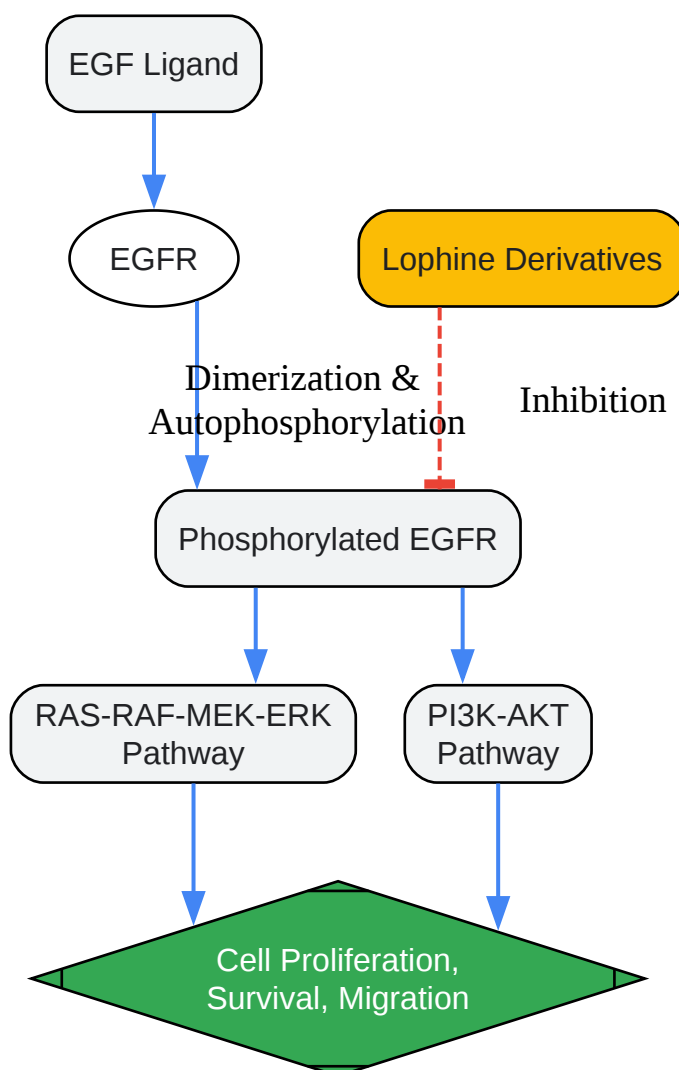 EGF Ligand
EGFR
Lophine Derivatives
Dimerization &
Autophosphorylation
Inhibition
Phosphorylated EGFR
RAS-RAF-MEK-ERK
Pathway
PI3K-AKT
Pathway
Cell Proliferation,
Survival, Migration